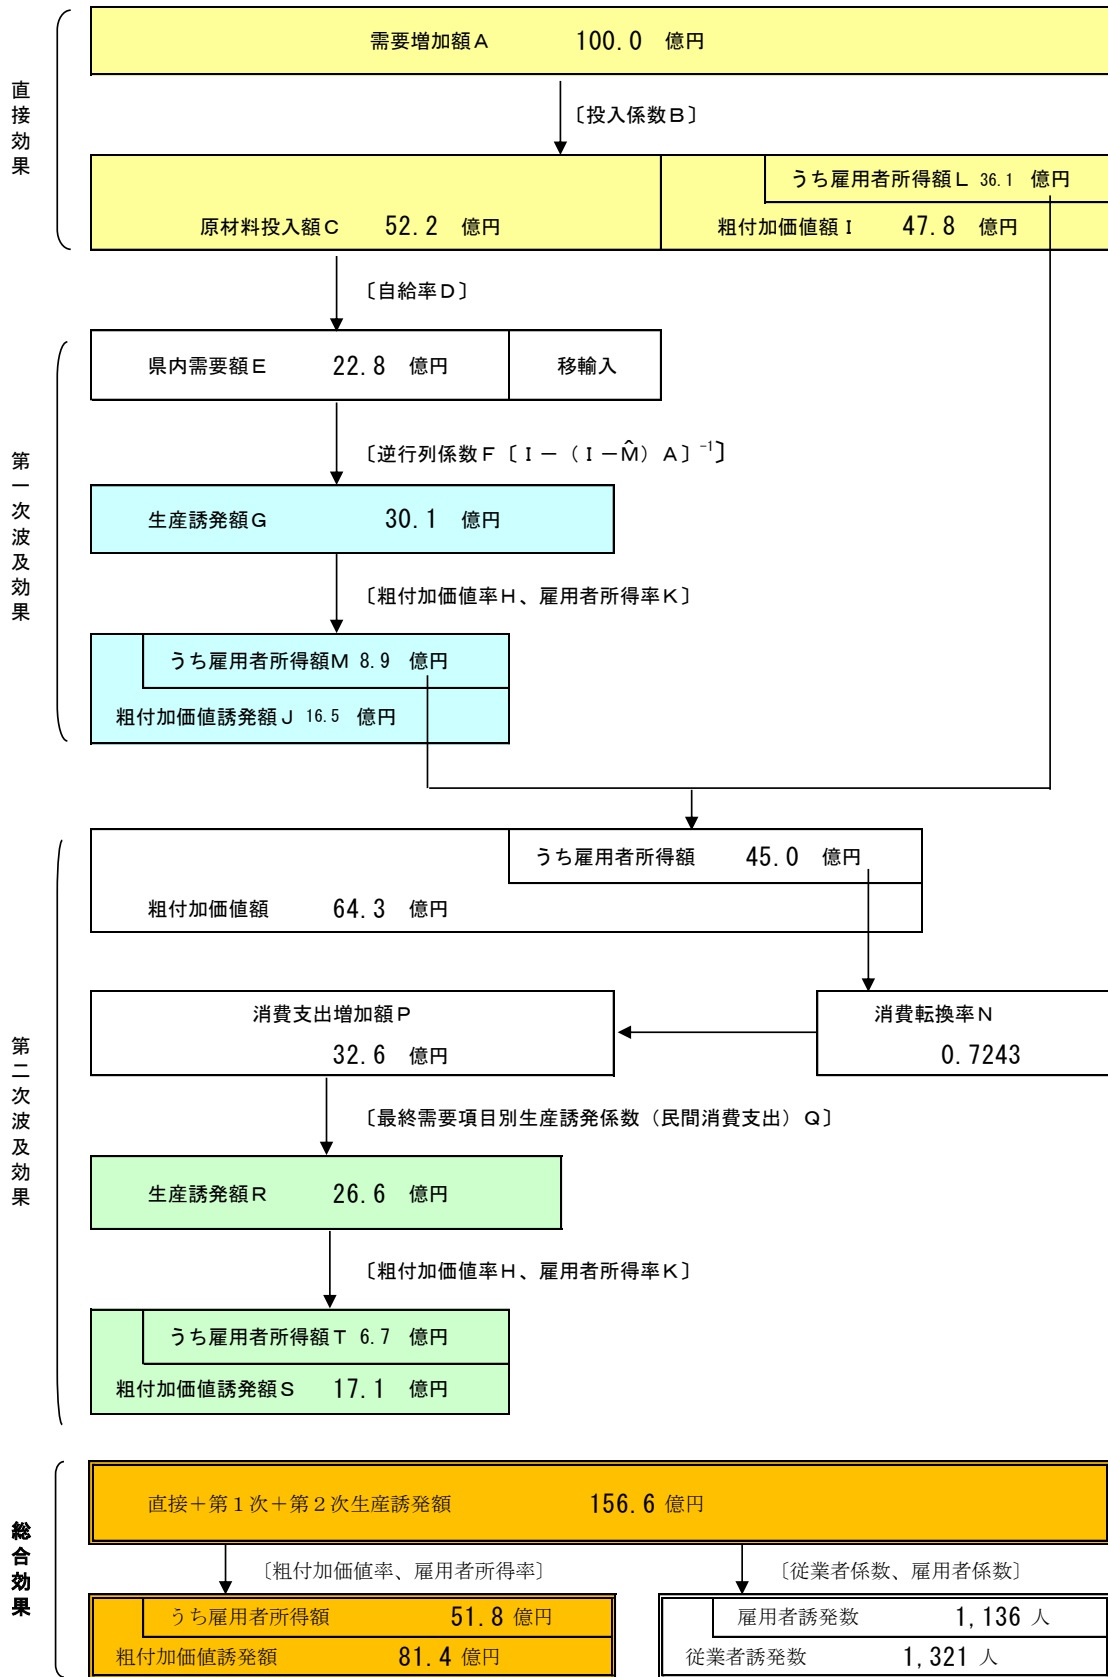 直接効果
需要増加額A 100.0 億円
〔投入係数B〕
うち雇用者所得額L 36.1 億円
原材料投入額C 52.2 億円
粗付加価値額I 47.8 億円
〔自給率D〕
第一次波及効果
県内需要額E 22.8 億円
移輸入
〔逆行列係数F〔I－（I－M̂）A〕⁻¹〕
生産誘発額G 30.1 億円
〔粗付加価値率H、雇用者所得率K〕
うち雇用者所得額M 8.9 億円
粗付加価値誘発額J 16.5 億円
第二次波及効果
うち雇用者所得額 45.0 億円
粗付加価値額 64.3 億円
消費支出増加額P
32.6 億円
消費転換率N
0.7243
〔最終需要項目別生産誘発係数（民間消費支出）Q〕
生産誘発額R 26.6 億円
〔粗付加価値率H、雇用者所得率K〕
うち雇用者所得額T 6.7 億円
粗付加価値誘発額S 17.1 億円
総合効果
直接＋第１次＋第２次生産誘発額 156.6 億円
〔粗付加価値率、雇用者所得率〕
〔従業者係数、雇用者係数〕
うち雇用者所得額 51.8 億円
粗付加価値誘発額 81.4 億円
雇用者誘発数 1,136 人
従業者誘発数 1,321 人